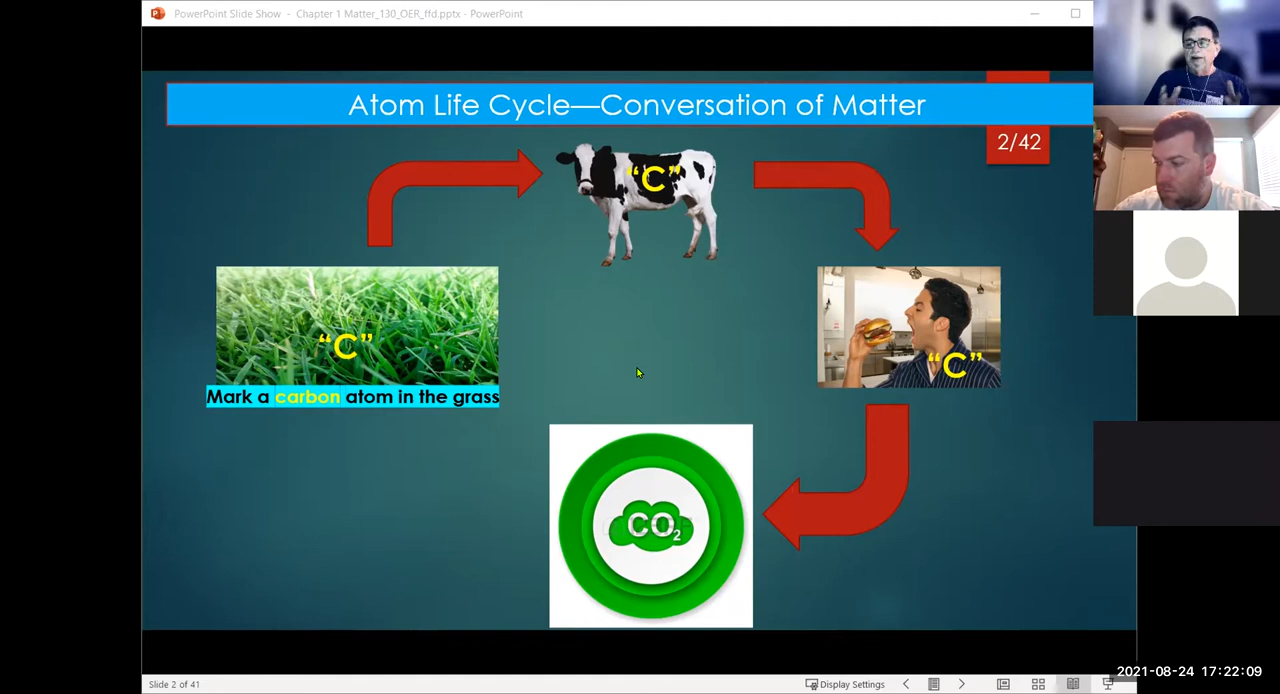 PowerPoint Slide Show - Chapter 1 Matter_130_OER_ffd.pptx - PowerPoint
Atom Life Cycle—Conversation of Matter
2/42
“C”
“C”
“C”
Mark a carbon atom in the grass
CO2
2021-08-24 17:22:09
Slide 2 of 41
Display Settings